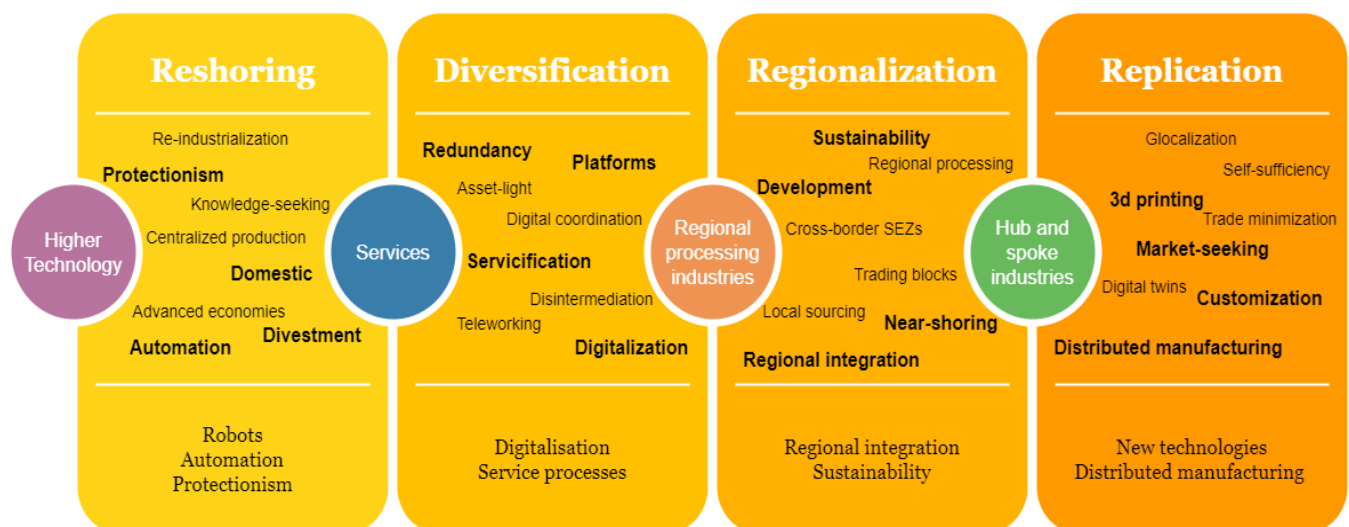 Reshoring
Re-industrialization
Protectionism
Knowledge-seeking
Centralized production
Domestic
Advanced economies
Divestment
Automation
Higher
Technology
Robots
Automation
Protectionism
Diversification
Redundancy
Platforms
Asset-light
Digital coordination
Servicification
Disintermediation
Teleworking
Digitalization
Services
Digitalisation
Service processes
Regionalization
Sustainability
Regional processing
Development
Cross-border SEZs
Trading blocks
Local sourcing
Near-shoring
Regional integration
Regional
processing
industries
Regional integration
Sustainability
Replication
Glocalization
Self-sufficiency
3d printing
Trade minimization
Market-seeking
Digital twins
Customization
Distributed manufacturing
Hub and
spoke
industries
New technologies
Distributed manufacturing